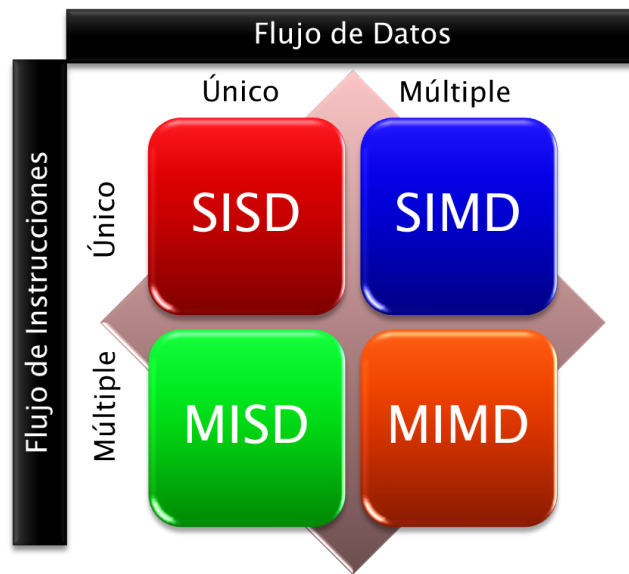 Flujo de Datos
Único
Múltiple
Flujo de Instrucciones
Único
SISD
SIMD
Múltiple
MISD
MIMD